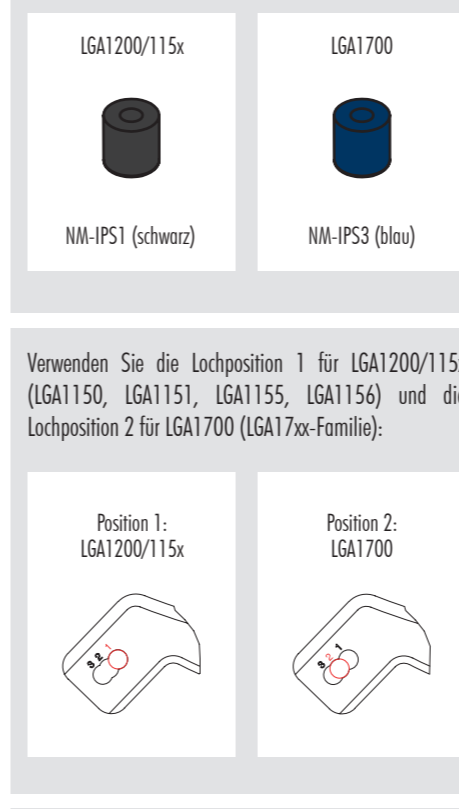 LGA1200/115x
LGA1700
NM-IPS1 (schwarz)
NM-IPS3 (blau)
Verwenden Sie die Lochposition 1 für LGA1200/115x
(LGA1150, LGA1151, LGA1155, LGA1156) und die
Lochposition 2 für LGA1700 (LGA17xx-Familie):
Position 1:
LGA1200/115x
Position 2:
LGA1700
3 2 1
3 2 1